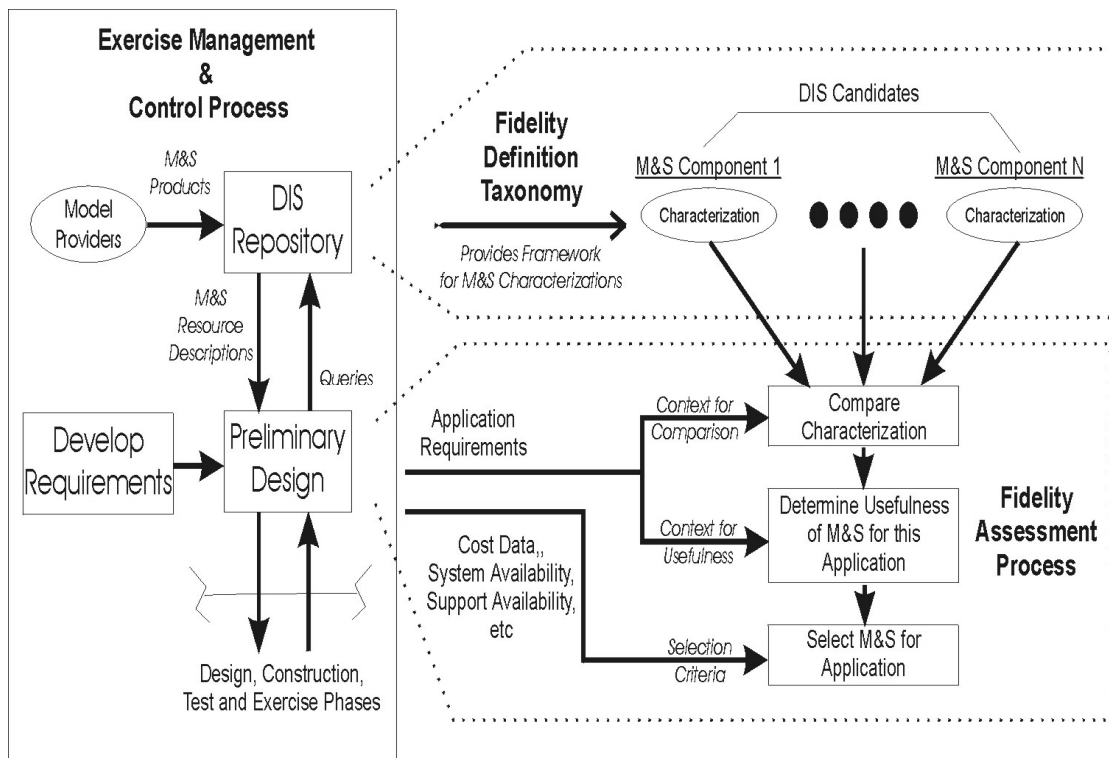 Exercise Management
&
Control Process
M&S
Products
Model
Providers
DIS
Repository
M&S
Resource
Descriptions
Queries
Develop
Requirements
Preliminary
Design
Design, Construction,
Test and Exercise Phases
Fidelity
Definition
Taxonomy
Provides Framework
for M&S Characterizations
DIS Candidates
M&S Component 1
M&S Component N
Characterization
Characterization
Application
Requirements
Context for
Comparison
Compare
Characterization
Context for
Usefulness
Determine Usefulness
of M&S for this
Application
Fidelity
Assessment
Process
Cost Data,,
System Availability,
Support Availability,
etc
Selection
Criteria
Select M&S for
Application